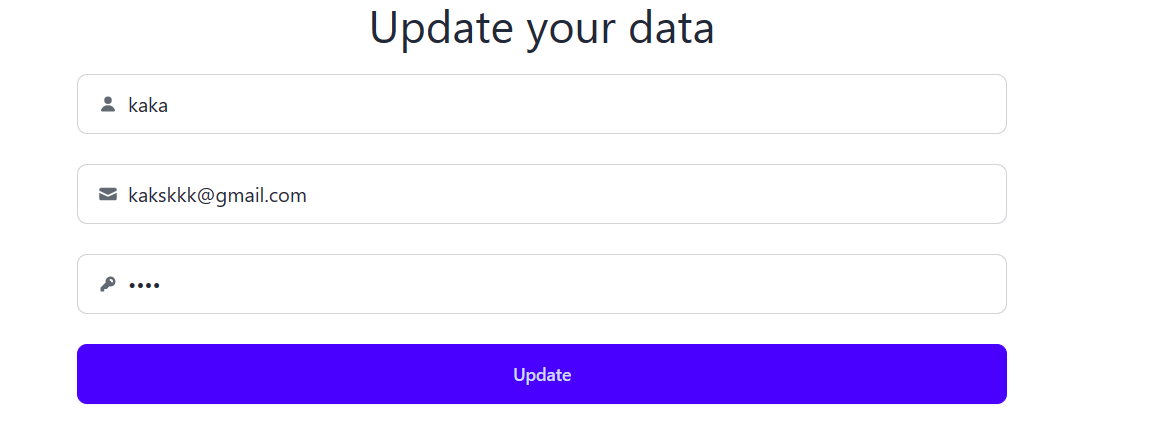 Update your data
kaka
kakskkk@gmail.com
••••
Update